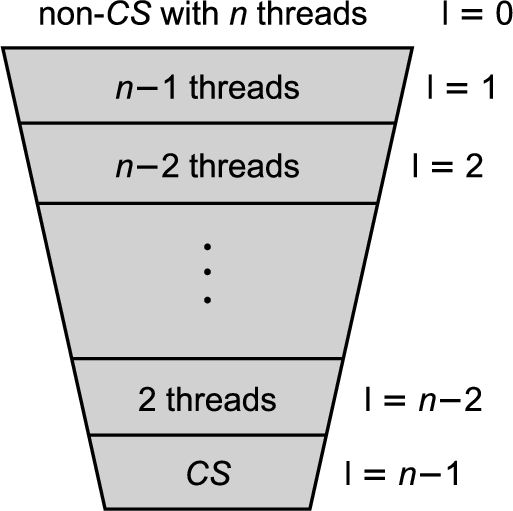 non-CS with n threads l = 0
n−1 threads l = 1
n−2 threads l = 2
2 threads l = n−2
CS l = n−1